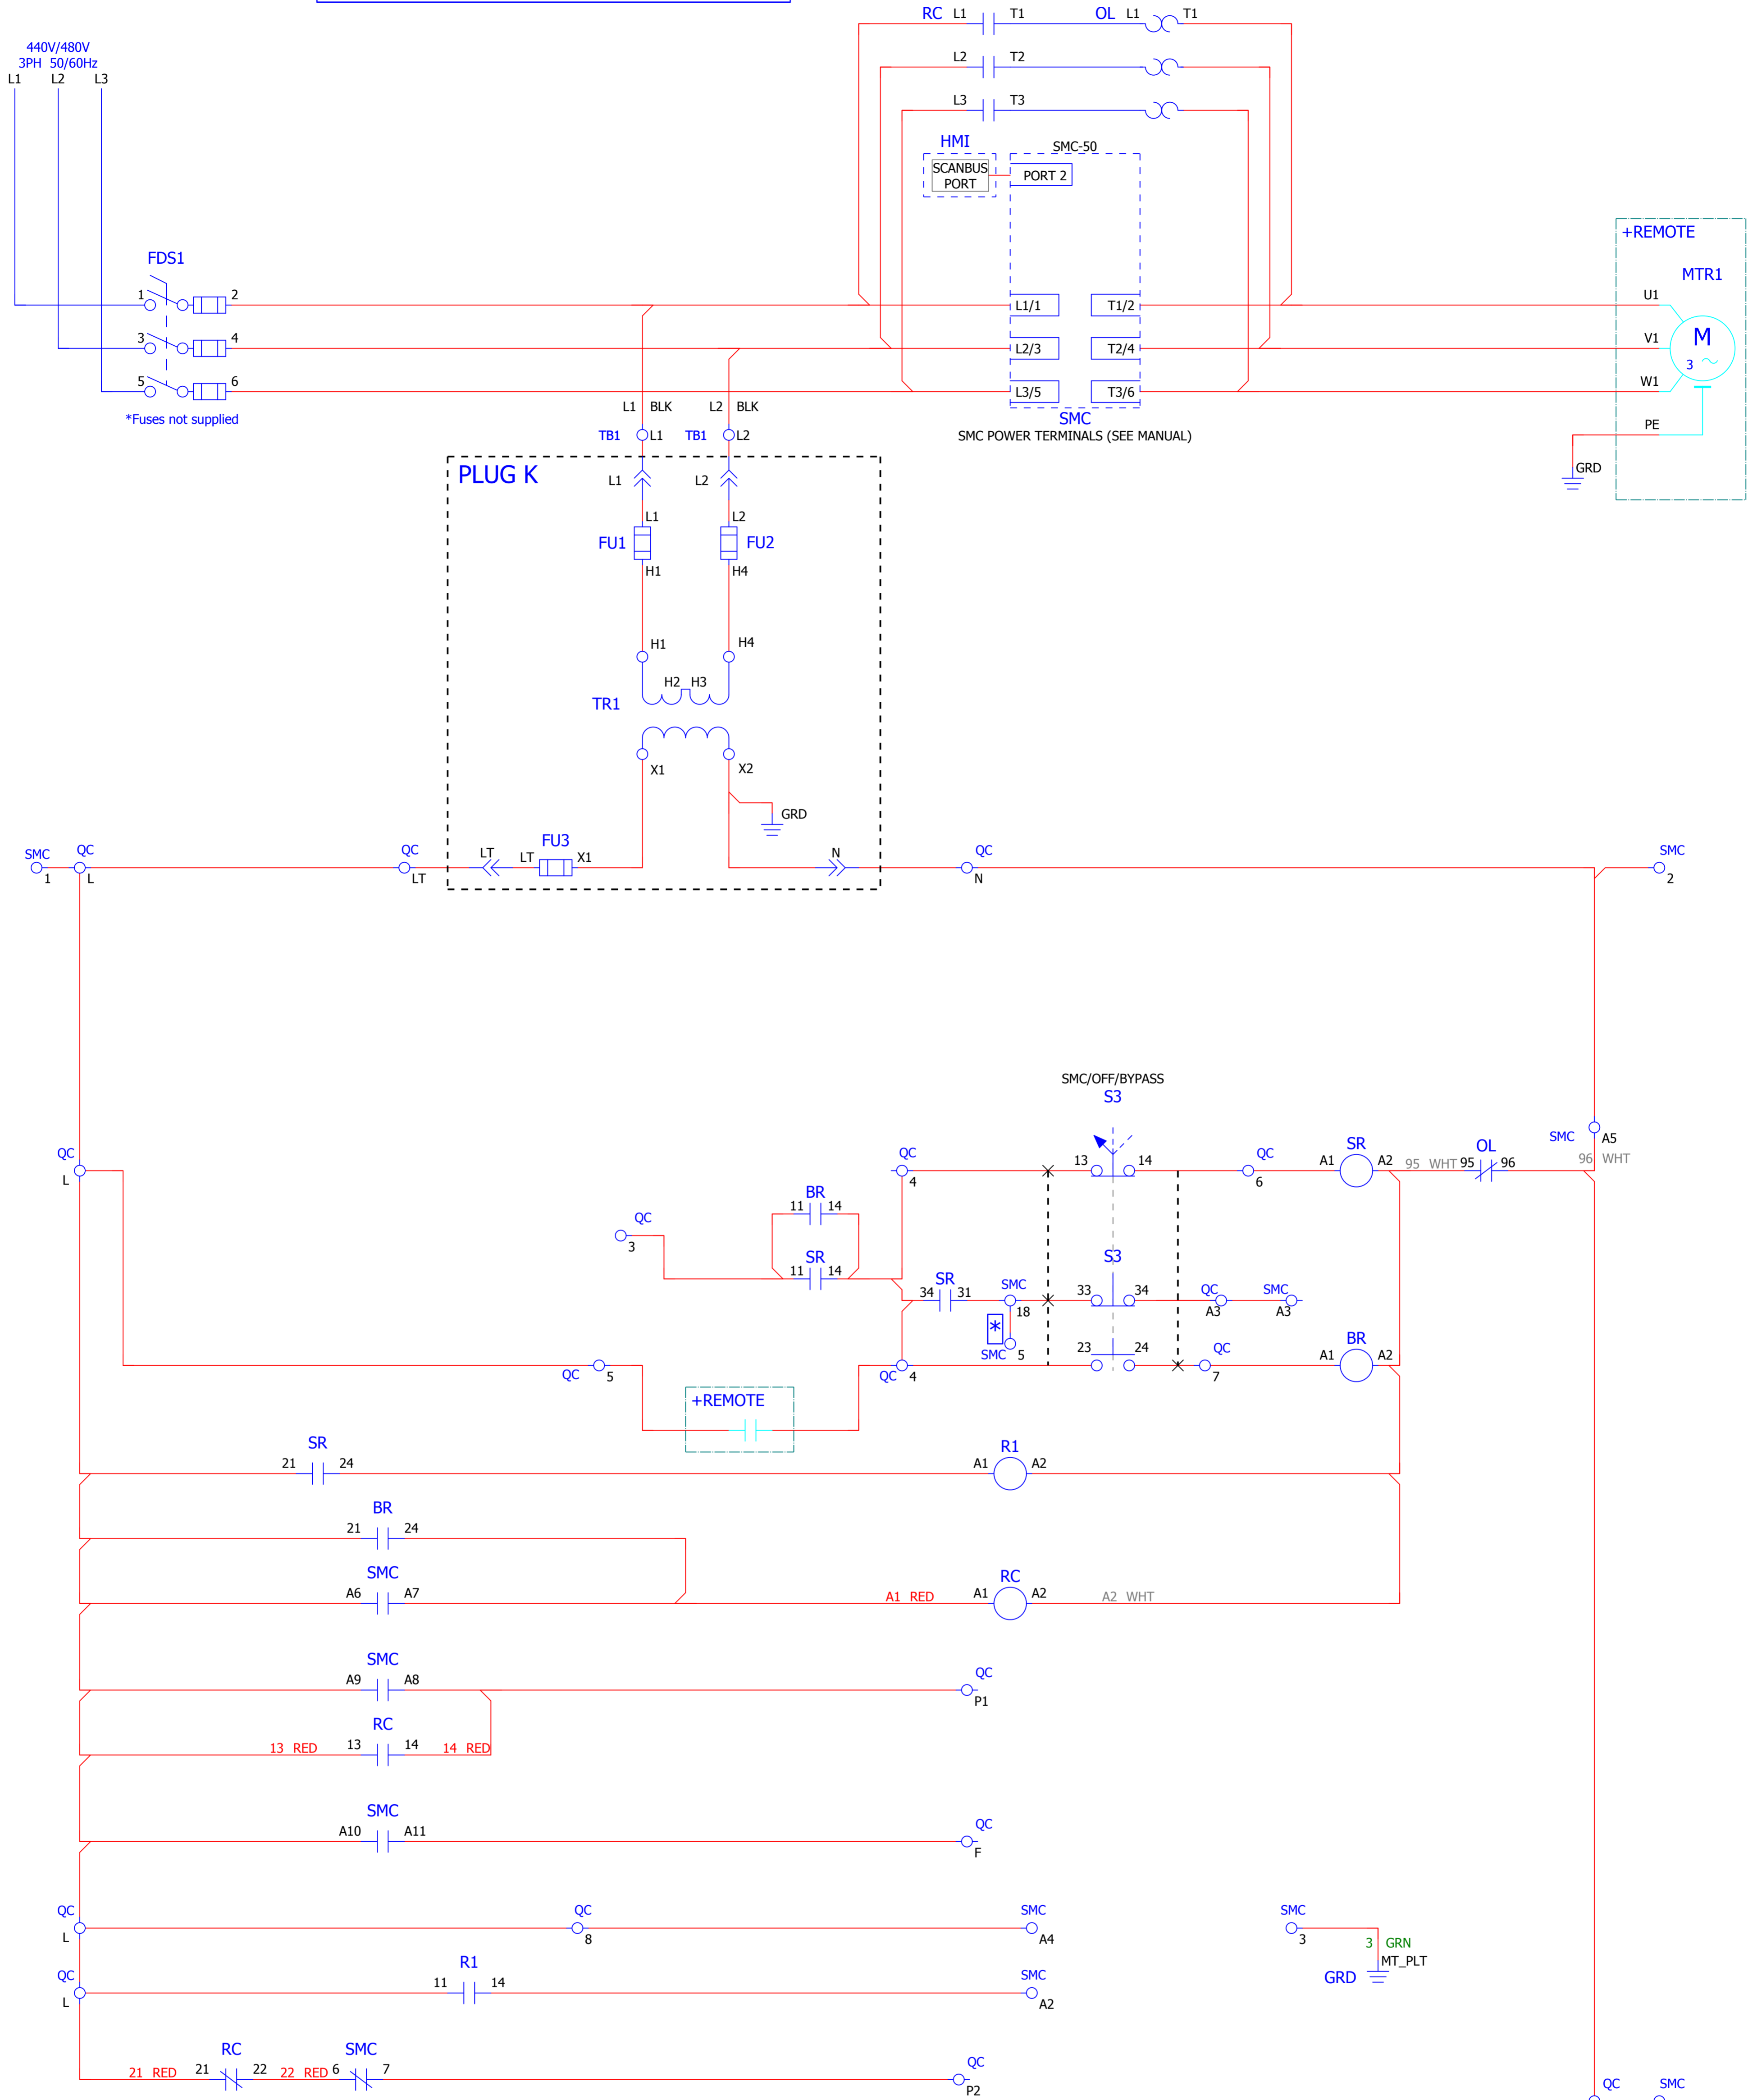 RC L1 T1 OL L1 T1
440V/480V
3PH 50/60Hz
L1 L2 L3
L2 T2
L3 T3
HMI
SMC-50
SCANBUS
PORT
PORT 2
+REMOTE
MTR1
FDS1
1 2
L1/1 T1/2
U1
3 4
L2/3 T2/4
V1
M
3
5 6
L3/5 T3/6
W1
*Fuses not supplied
L1 BLK L2 BLK
SMC
PE
TB1 L1 TB1 L2
SMC POWER TERMINALS (SEE MANUAL)
GRD
PLUG K
L1 L2
L1 L2
FU1 FU2
H1 H4
H1 H4
H2 H3
TR1
X1 X2
GRD
FU3
SMC QC QC LT LT X1 N QC SMC
1 L LT N 2
SMC/OFF/BYPASS
S3
SMC A5
QC QC 13 14 QC SR OL
A1 A2 95 WHT 95 96 96 WHT
L 4 6
BR
11 14
QC
3
SR
11 14
S3
SR
34 31 SMC 33 34 QC SMC
18 A3 A3
*
SMC 5
23 24 QC BR
A1 A2
QC 5 QC 4 7
+REMOTE
SR
21 24
R1
A1 A2
BR
21 24
SMC
A6 A7
RC
A1 RED A1 A2 A2 WHT
SMC
A9 A8
QC
P1
RC
13 RED 13 14 14 RED
SMC
A10 A11
QC
F
QC QC SMC SMC
L 8 A4 3
3 GRN
MT_PLT
GRD
QC R1 SMC
11 14
L A2
RC SMC
21 RED 21 22 22 RED 6 7
QC
P2
QC SMC